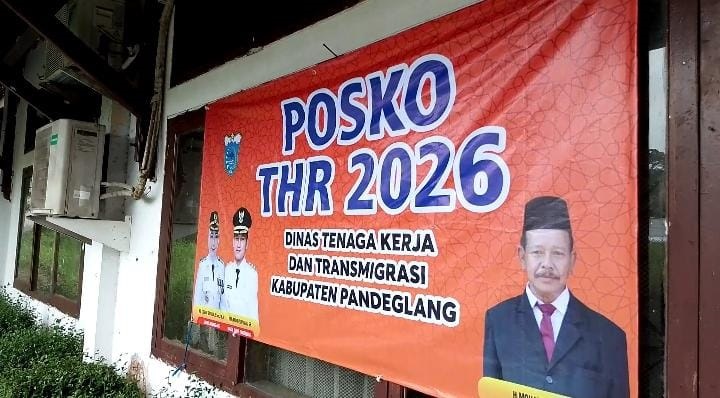 POSKO
THR 2026
DINAS TENAGA KERJA
DAN TRANSMIGRASI
KABUPATEN PANDEGLANG